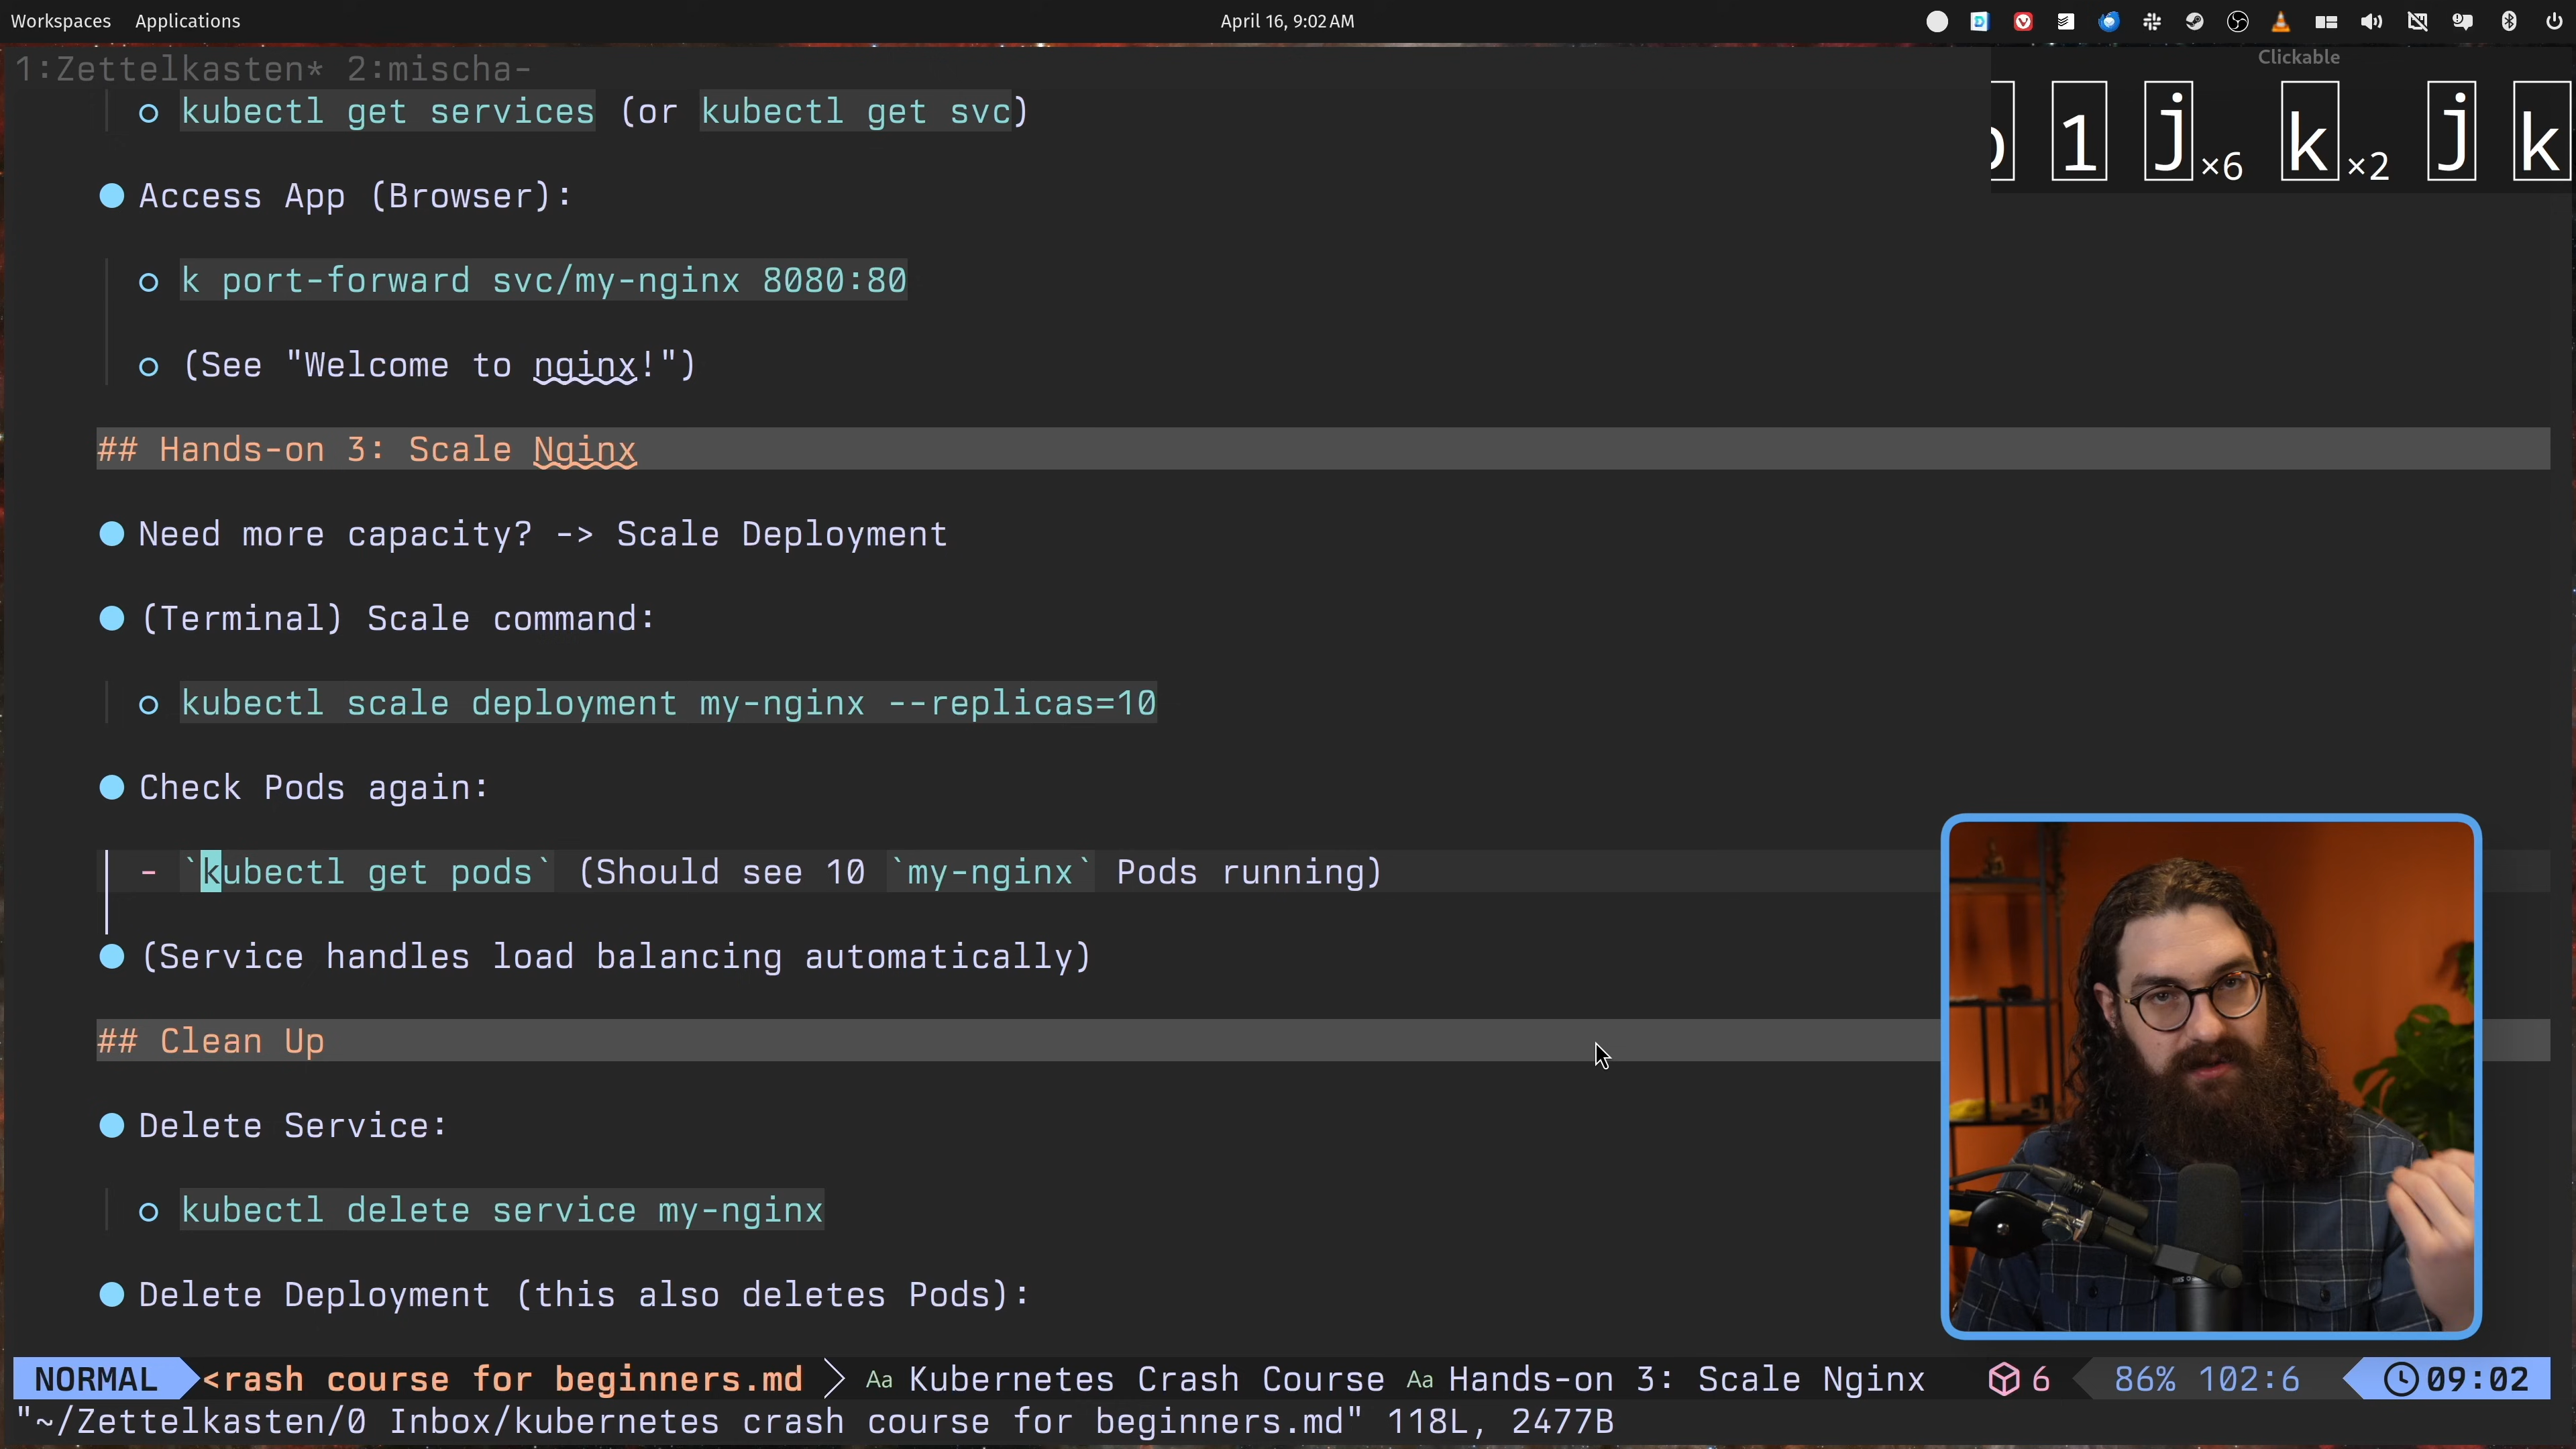 Workspaces Applications April 16, 9:02 AM
1:Zettelkasten* 2:mischa-
Clickable
1 j ×6 k ×2 j k
kubectl get services (or kubectl get svc)
Access App (Browser):
k port-forward svc/my-nginx 8080:80
(See "Welcome to nginx!")
## Hands-on 3: Scale Nginx
Need more capacity? -> Scale Deployment
(Terminal) Scale command:
kubectl scale deployment my-nginx --replicas=10
Check Pods again:
- `kubectl get pods` (Should see 10 `my-nginx` Pods running)
(Service handles load balancing automatically)
## Clean Up
Delete Service:
kubectl delete service my-nginx
Delete Deployment (this also deletes Pods):
NORMAL <rash course for beginners.md Aa Kubernetes Crash Course Aa Hands-on 3: Scale Nginx 6 86% 102:6 09:02
"~/Zettelkasten/0 Inbox/kubernetes crash course for beginners.md" 118L, 2477B